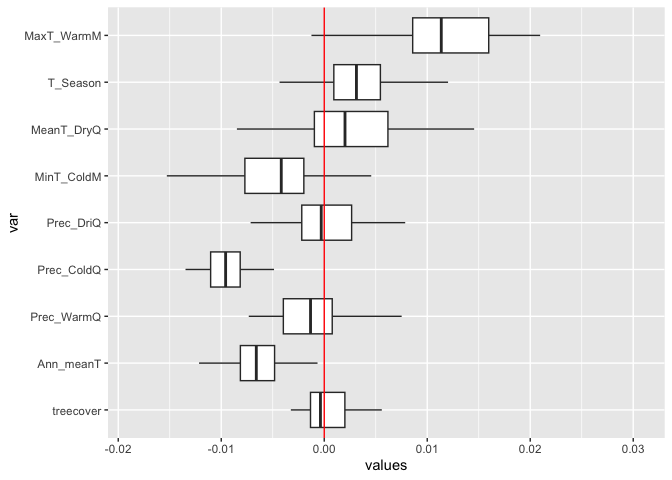 MaxT_WarmM
T_Season
MeanT_DryQ
MinT_ColdM
Prec_DriQ
Prec_ColdQ
Prec_WarmQ
Ann_meanT
treecover
var
-0.02 -0.01 0.00 0.01 0.02 0.03
values